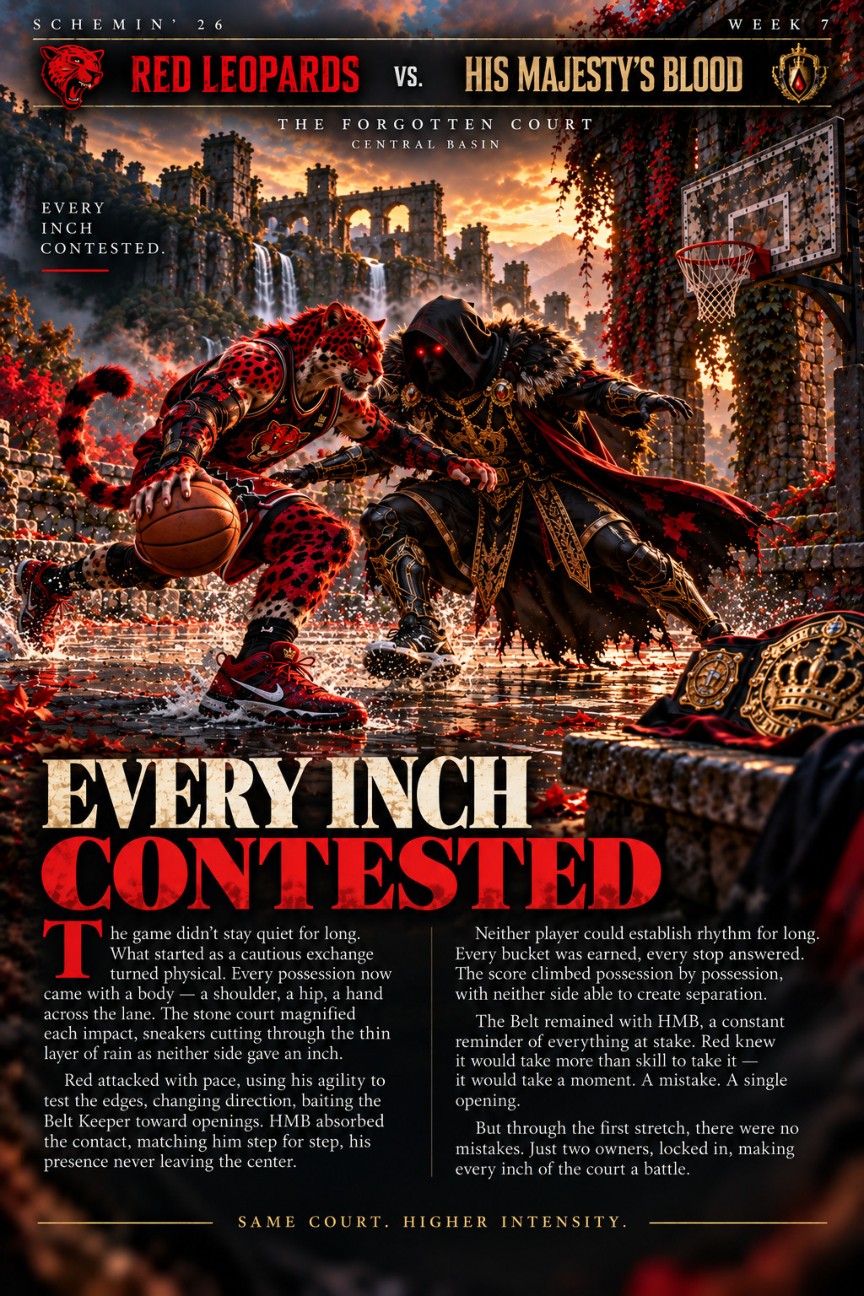 SCHEMIN' 26
WEEK 7
RED LEOPARDS VS. HIS MAJESTY'S BLOOD
THE FORGOTTEN COURT
CENTRAL BASIN
EVERY
INCH
CONTESTED.
EVERY INCH
CONTESTED
The game didn't stay quiet for long.
What started as a cautious exchange
turned physical. Every possession now
came with a body — a shoulder, a hip, a hand
across the lane. The stone court magnified
each impact, sneakers cutting through the thin
layer of rain as neither side gave an inch.
Red attacked with pace, using his agility to
test the edges, changing direction, baiting the
Belt Keeper toward openings. HMB absorbed
the contact, matching him step for step, his
presence never leaving the center.
Neither player could establish rhythm for long.
Every bucket was earned, every stop answered.
The score climbed possession by possession,
with neither side able to create separation.
The Belt remained with HMB, a constant
reminder of everything at stake. Red knew
it would take more than skill to take it —
it would take a moment. A mistake. A single
opening.
But through the first stretch, there were no
mistakes. Just two owners, locked in, making
every inch of the court a battle.
SAME COURT. HIGHER INTENSITY.